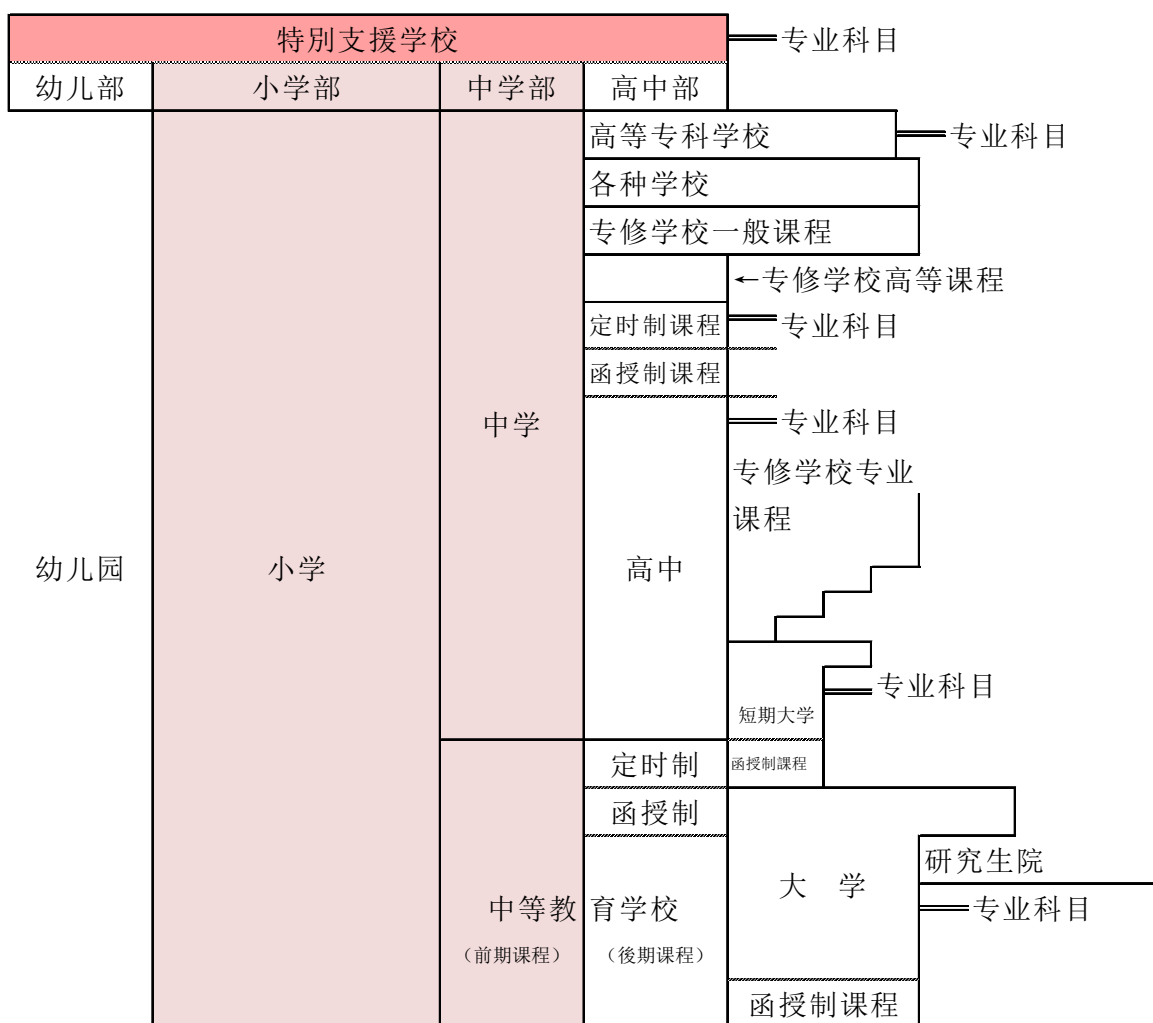 特別支援学校
专业科目
幼儿部
小学部
中学部
高中部
高等专科学校
专业科目
各种学校
专修学校一般课程
←专修学校高等课程
定时制课程
专业科目
函授制课程
中学
专业科目
专修学校专业
课程
幼儿园
小学
高中
专业科目
短期大学
定时制
函授制課程
函授制
研究生院
大 学
中等教育学校
专业科目
（前期课程）
（後期课程）
函授制课程